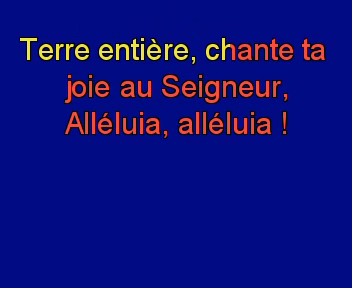 Terre entière, chante ta
joie au Seigneur,
Alléluia, alléluia !